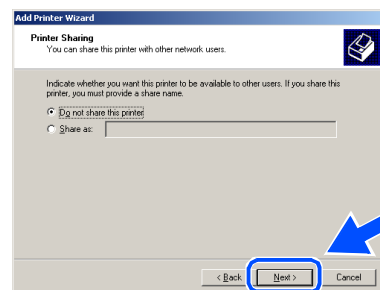 Add Printer Wizard
Printer Sharing
You can share this printer with other network users.
Indicate whether you want this printer to be available to other users. If you share this
printer, you must provide a share name.
Do not share this printer
Share as:
< Back Next > Cancel